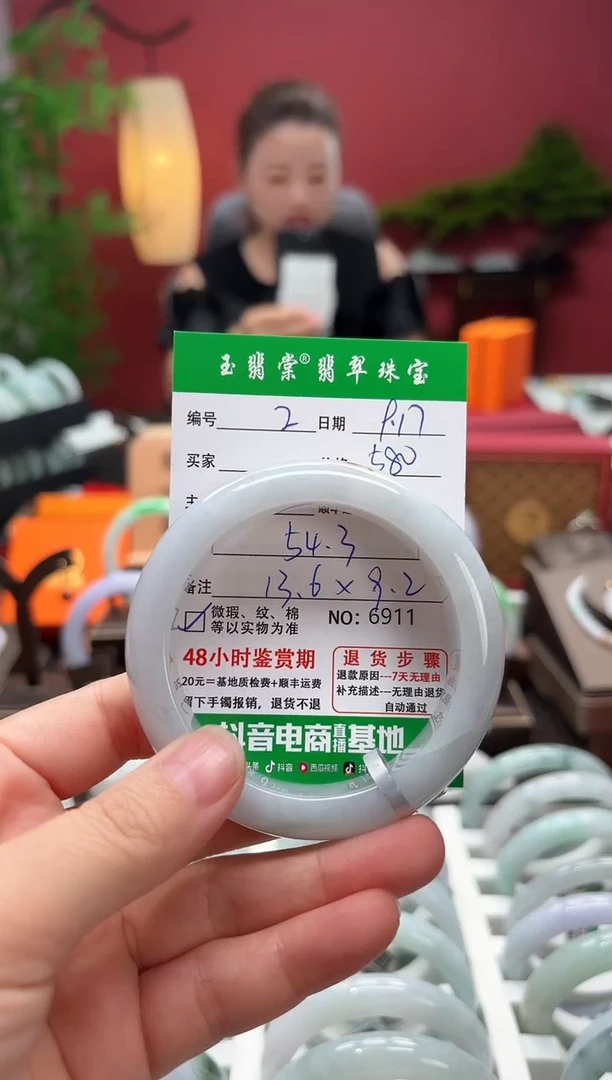 玉翡棠®翡翠珠宝
编号 2 日期 9.17
买家 580
54.3
备注 13.6×8.2
☑ 微瑕、纹、棉
等以实物为准
NO: 6911
48小时鉴赏期
20元=基地质检费+顺丰运费
留下手镯报销,退货不退
退货步骤
退款原因---7天无理由
补充描述---无理由退货
自动通过
抖音电商直播基地
头条 抖音 西瓜视频